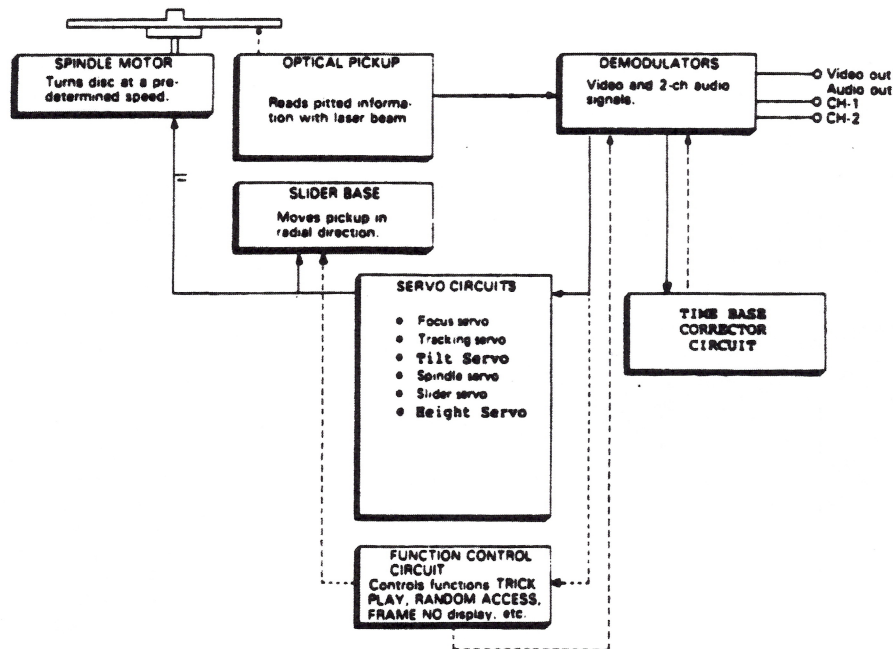 SPINDLE MOTOR
Turns disc at a pre-
determined speed.
OPTICAL PICKUP
Reads pitted informa-
tion with laser beam
DEMODULATORS
Video and 2-ch audio
signals.
Video out
Audio out
CH-1
CH-2
SLIDER BASE
Moves pickup in
radial direction.
SERVO CIRCUITS
• Focus servo
• Tracking servo
• Tilt Servo
• Spindle servo
• Slider servo
• Height Servo
TIME BASE
CORRECTOR
CIRCUIT
FUNCTION CONTROL
CIRCUIT
Controls functions TRICK
PLAY, RANDOM ACCESS,
FRAME NO display, etc.